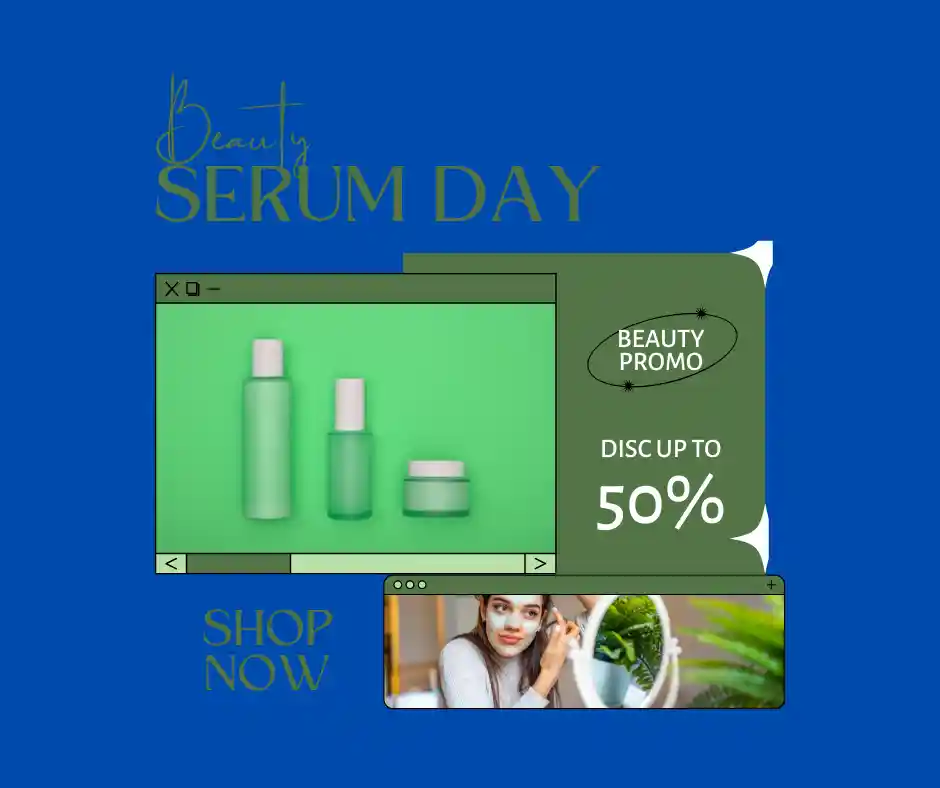 Beauty
SERUM DAY
BEAUTY
PROMO
DISC UP TO
50%
SHOP
NOW